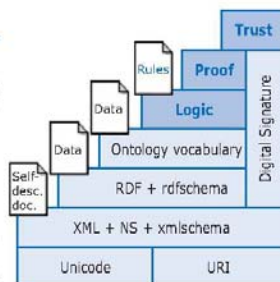 Trust
Rules
Proof
Data
Logic
Digital Signature
Data
Ontology vocabulary
Self-
desc.
doc.
RDF + rdfschema
XML + NS + xmlschema
Unicode
URI